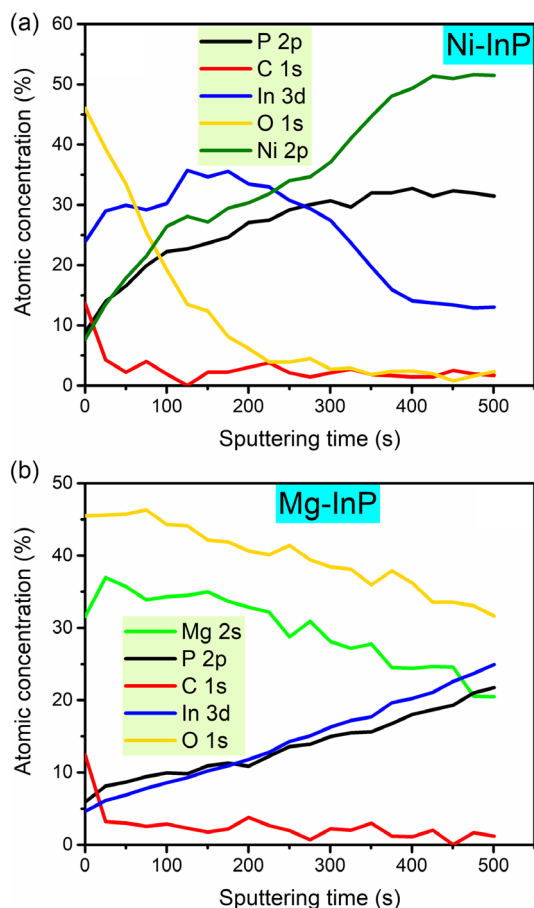 (a)
60
50
40
30
20
10
0
Atomic concentration (%)
P 2p
C 1s
In 3d
O 1s
Ni 2p
Ni-InP
0 100 200 300 400 500
Sputtering time (s)
(b)
50
40
30
20
10
0
Atomic concentration (%)
Mg-InP
Mg 2s
P 2p
C 1s
In 3d
O 1s
0 100 200 300 400 500
Sputtering time (s)